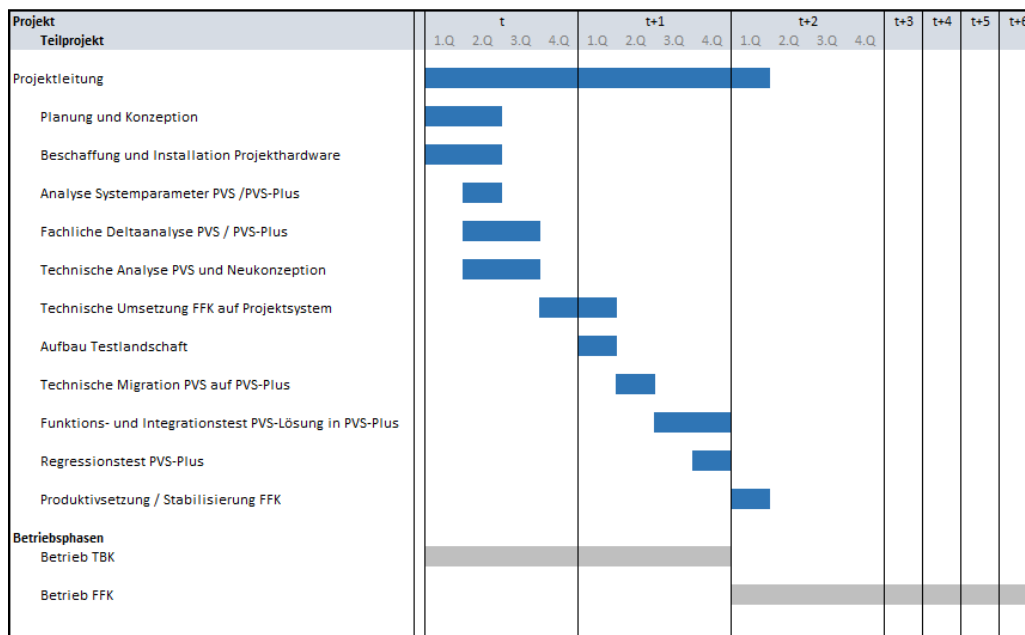 Projekt t t+1 t+2 t+3 t+4 t+5 t+6
Teilprojekt 1.Q 2.Q 3.Q 4.Q 1.Q 2.Q 3.Q 4.Q 1.Q 2.Q 3.Q 4.Q
Projektleitung
Planung und Konzeption
Beschaffung und Installation Projekthardware
Analyse Systemparameter PVS /PVS-Plus
Fachliche Deltaanalyse PVS / PVS-Plus
Technische Analyse PVS und Neukonzeption
Technische Umsetzung FFK auf Projektsystem
Aufbau Testlandschaft
Technische Migration PVS auf PVS-Plus
Funktions- und Integrationstest PVS-Lösung in PVS-Plus
Regressionstest PVS-Plus
Produktivsetzung / Stabilisierung FFK
Betriebsphasen
Betrieb TBK
Betrieb FFK